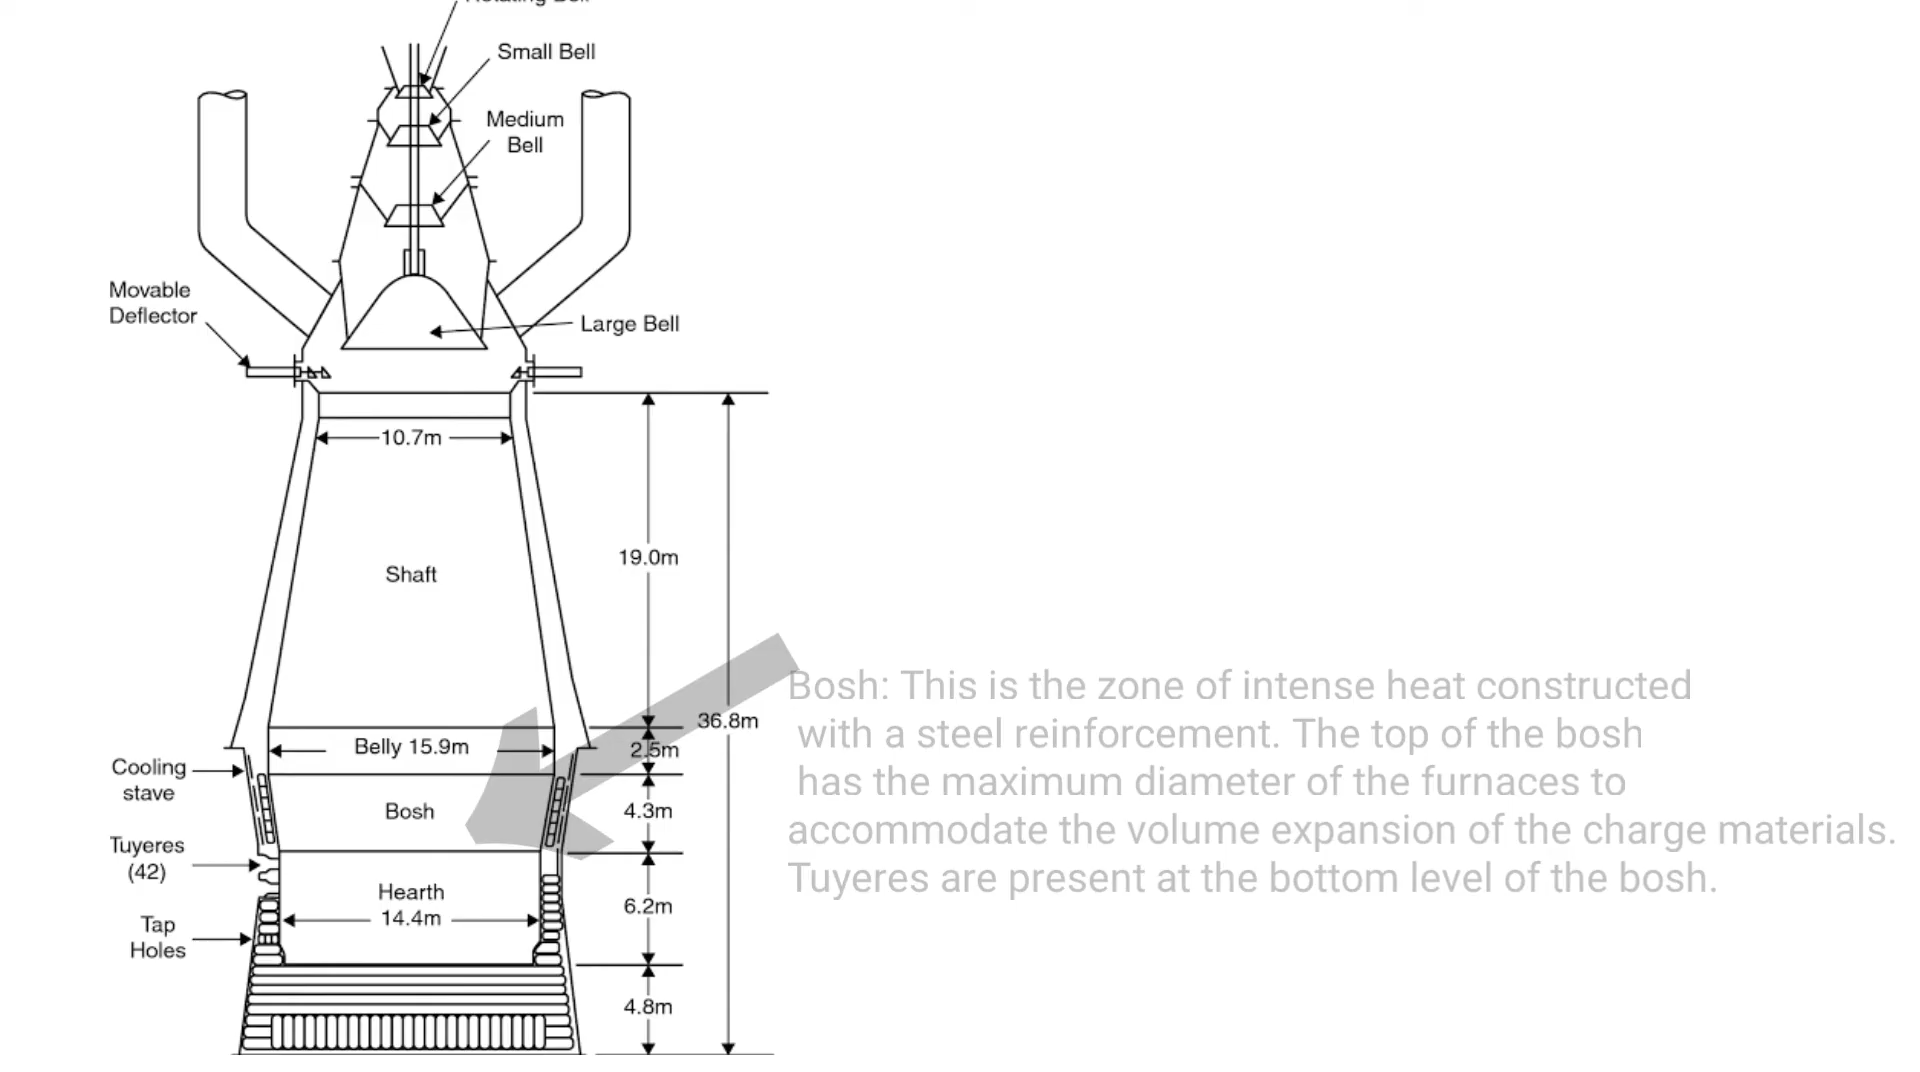 Rotating Bell
Small Bell
Medium
Bell
Movable
Deflector
Large Bell
10.7m
19.0m
Shaft
36.8m
Belly 15.9m
2.5m
Cooling
stave
Bosh
4.3m
Tuyeres
(42)
Hearth
14.4m
6.2m
Tap
Holes
4.8m
Bosh: This is the zone of intense heat constructed
with a steel reinforcement. The top of the bosh
has the maximum diameter of the furnaces to
accommodate the volume expansion of the charge materials.
Tuyeres are present at the bottom level of the bosh.